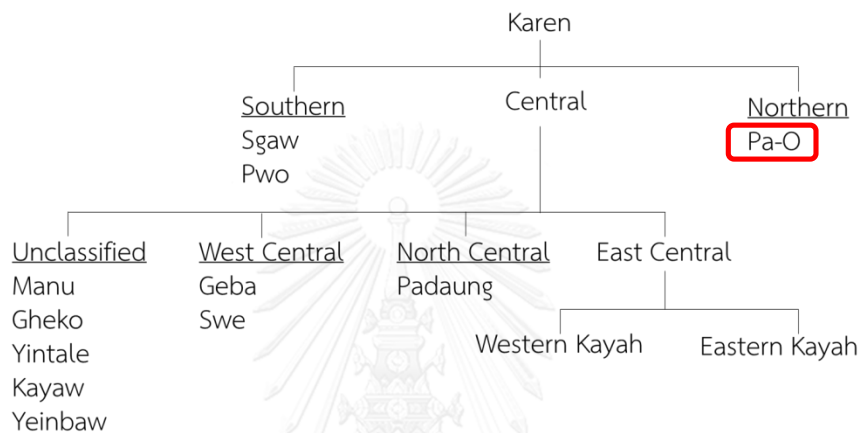 Karen
Southern
Sgaw
Pwo
Central
Northern
Pa-O
Unclassified
Manu
Gheko
Yintale
Kayaw
Yeinbaw
West Central
Geba
Swe
North Central
Padaung
East Central
Western Kayah
Eastern Kayah